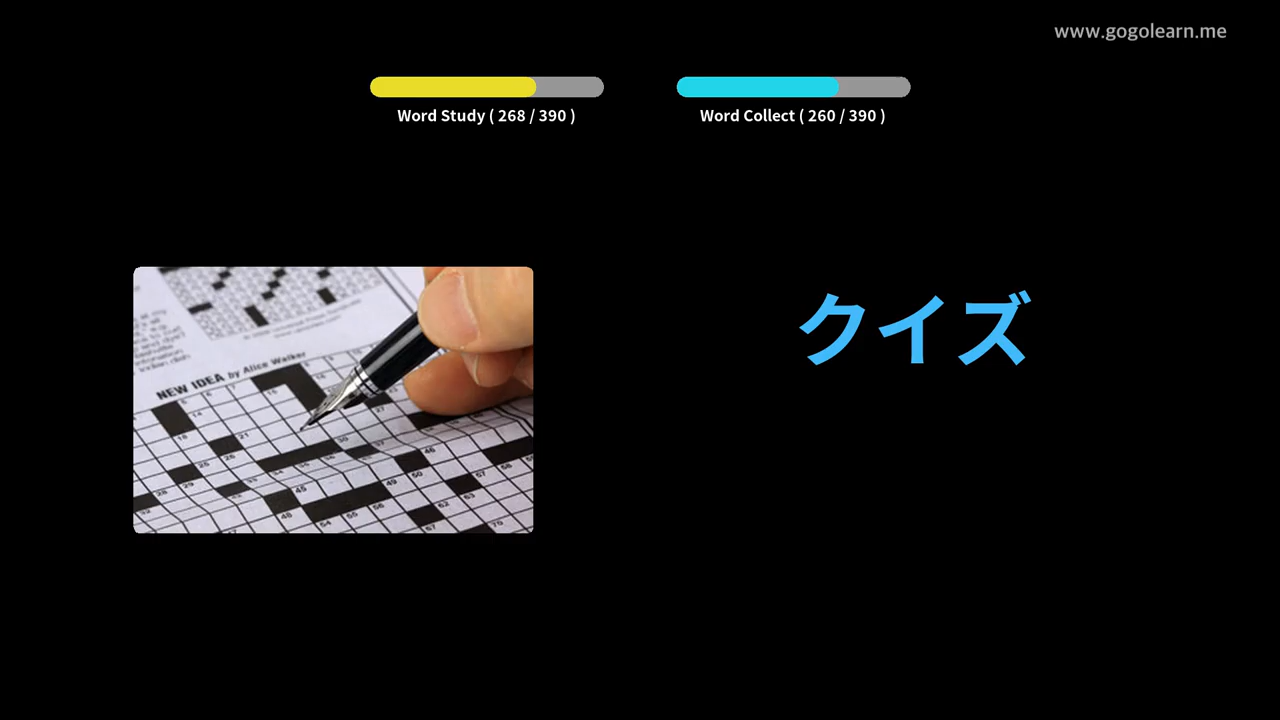 www.gogolearn.me
Word Study ( 268 / 390 )
Word Collect ( 260 / 390 )
クイズ
NEW IDEA by Alice Walker